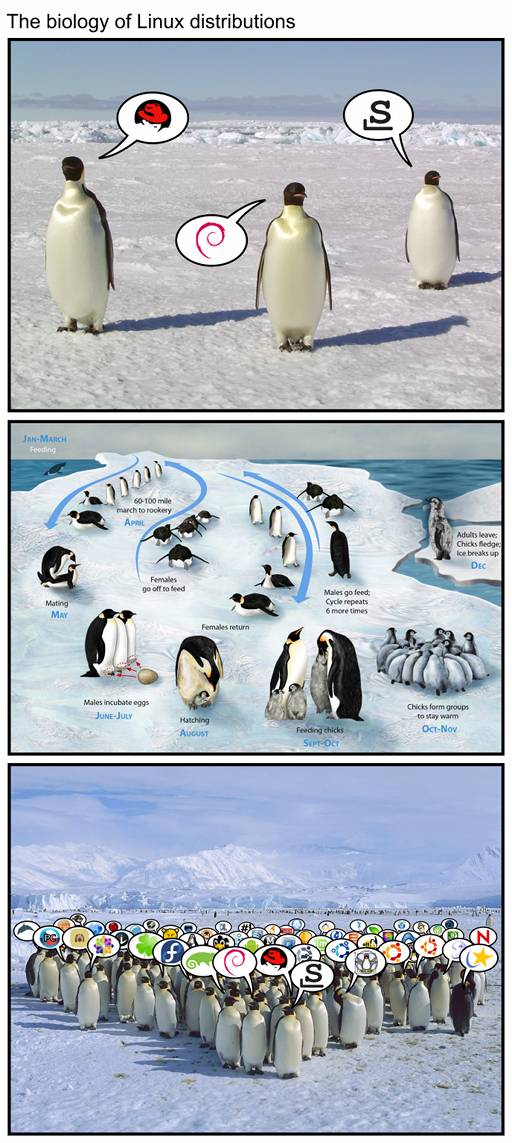 The biology of Linux distributions
S
JAN-MARCH
Feeding
60-100 mile
march to rookery
APRIL
Females
go off to feed
Mating
MAY
Females return
Males go feed;
Cycle repeats
6 more times
Adults leave;
Chicks fledge;
Ice breaks up
DEC
Males incubate eggs
JUNE-JULY
Hatching
AUGUST
Feeding chicks
SEPT-OCT
Chicks form groups
to stay warm
OCT-NOV
PC
N
S